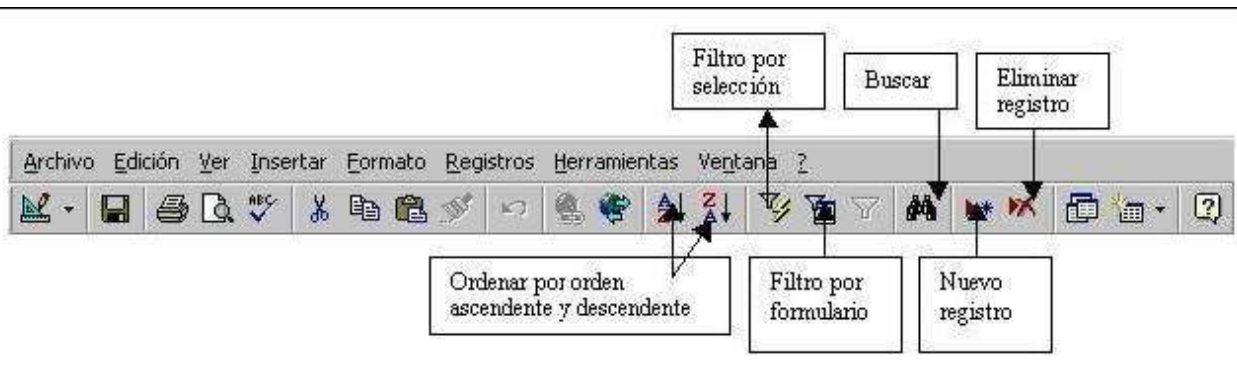 Filtro por
selección
Buscar
Eliminar
registro
Archivo Edición Ver Insertar Formato Registros Herramientas Ventana ?
ABC
A
Z
Z
A
?
Ordenar por orden
ascendente y descendente
Filtro por
formulario
Nuevo
registro